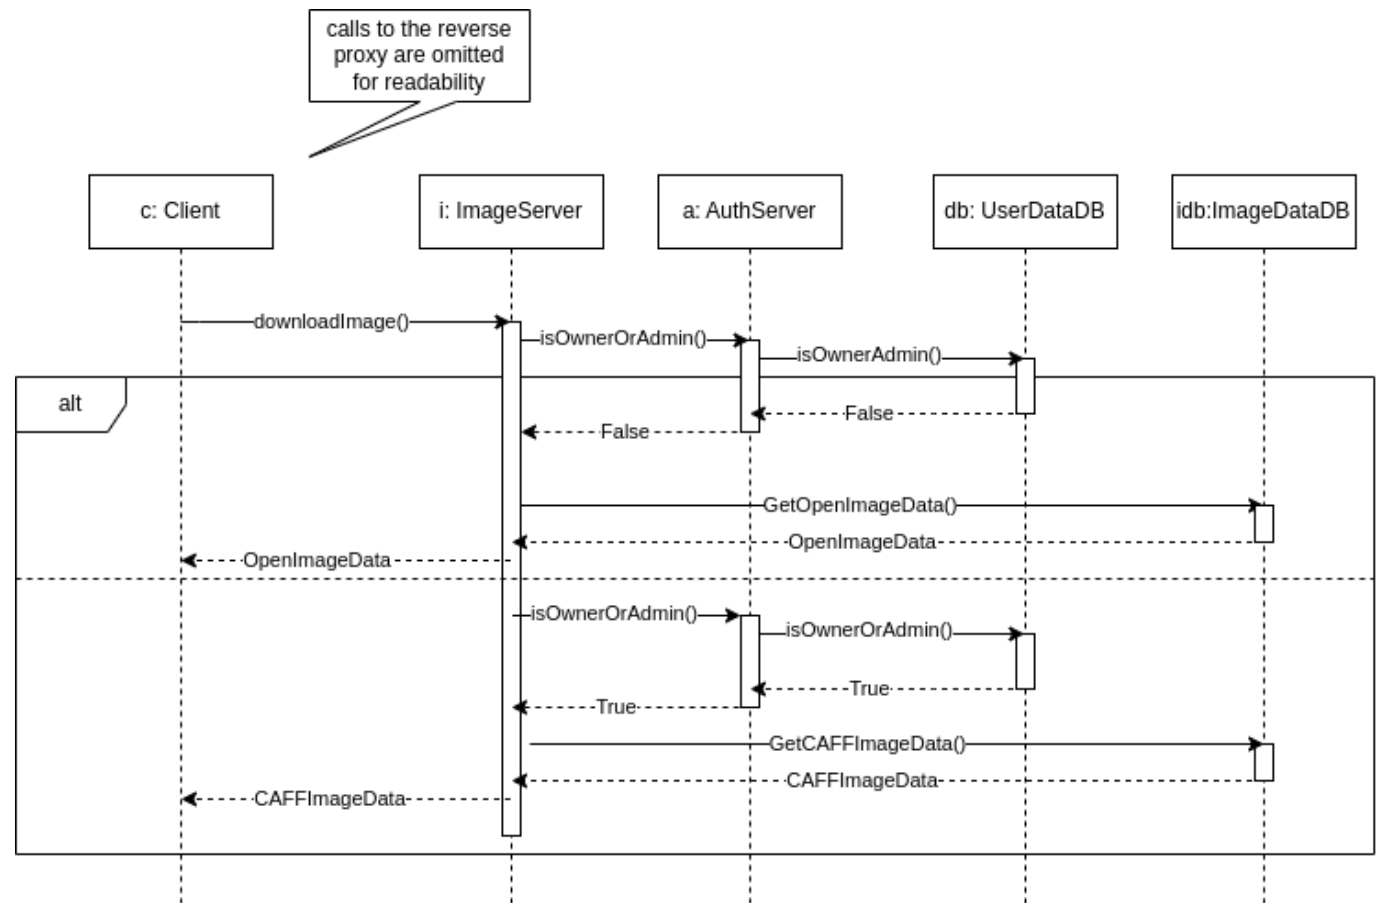 calls to the reverse
proxy are omitted
for readability
c: Client
i: ImageServer
a: AuthServer
db: UserDataDB
idb:ImageDataDB
downloadImage()
isOwnerOrAdmin()
isOwnerAdmin()
alt
False
False
GetOpenImageData()
OpenImageData
OpenImageData
isOwnerOrAdmin()
isOwnerOrAdmin()
True
True
GetCAFFImageData()
CAFFImageData
CAFFImageData